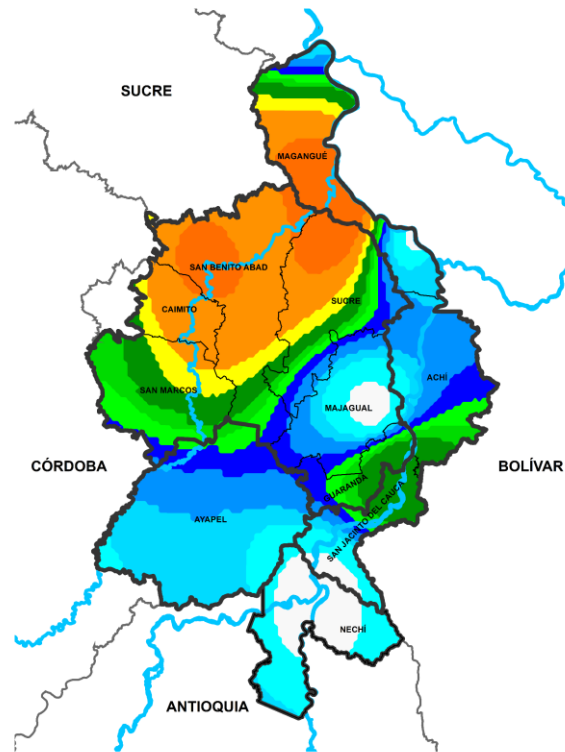 SUCRE
MAGANGUÉ
SAN BENITO ABAD
CAIMITO
SUCRE
SAN MARCOS
ACHÍ
MAJAGUAL
CÓRDOBA
BOLÍVAR
GUARANDA
SAN JACINTO DEL CAUCA
AYAPEL
NECHÍ
ANTIOQUIA